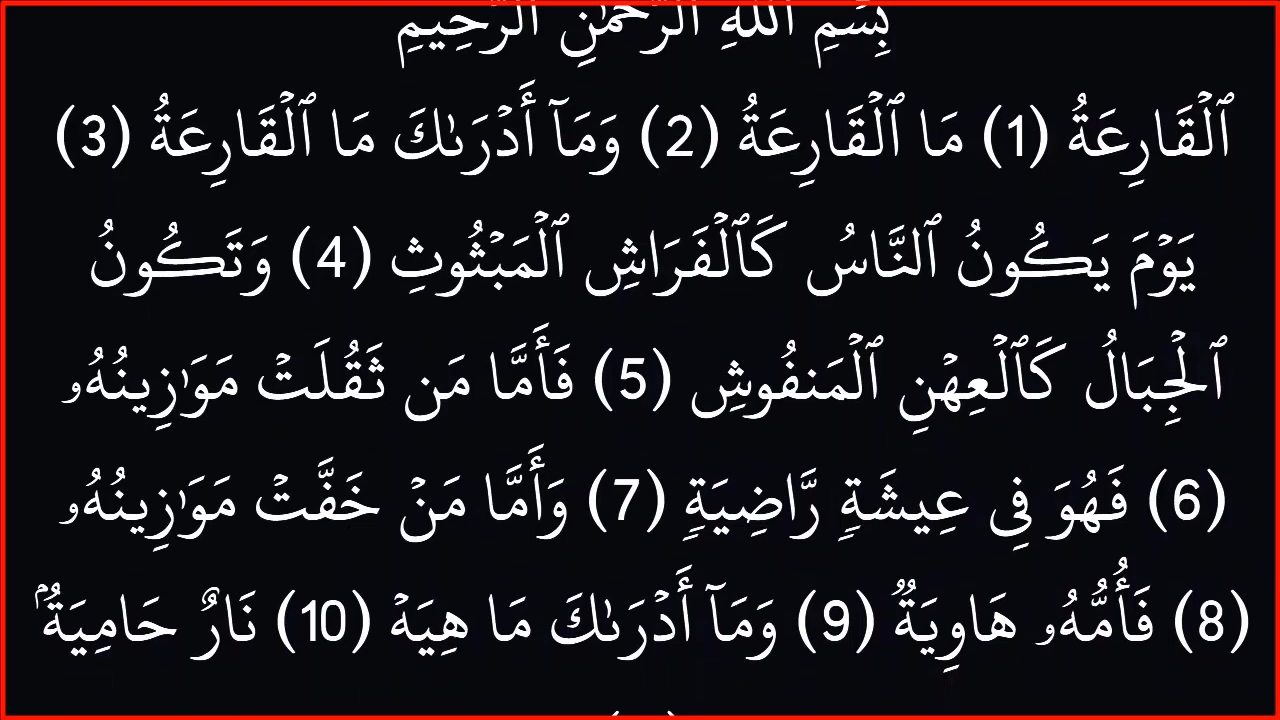 بِسۡمِ ٱللَّهِ ٱلرَّحۡمَٰنِ ٱلرَّحِيمِ
ٱلۡقَارِعَةُ (1) مَا ٱلۡقَارِعَةُ (2) وَمَآ أَدۡرَىٰكَ مَا ٱلۡقَارِعَةُ (3)
يَوۡمَ يَكُونُ ٱلنَّاسُ كَٱلۡفَرَاشِ ٱلۡمَبۡثُوثِ (4) وَتَكُونُ
ٱلۡجِبَالُ كَٱلۡعِهۡنِ ٱلۡمَنفُوشِ (5) فَأَمَّا مَن ثَقُلَتۡ مَوَٰزِينُهُۥ
(6) فَهُوَ فِي عِيشَةٖ رَّاضِيَةٖ (7) وَأَمَّا مَنۡ خَفَّتۡ مَوَٰزِينُهُۥ
(8) فَأُمُّهُۥ هَاوِيَةٞ (9) وَمَآ أَدۡرَىٰكَ مَا هِيَهۡ (10) نَارٌ حَامِيَةُۢ